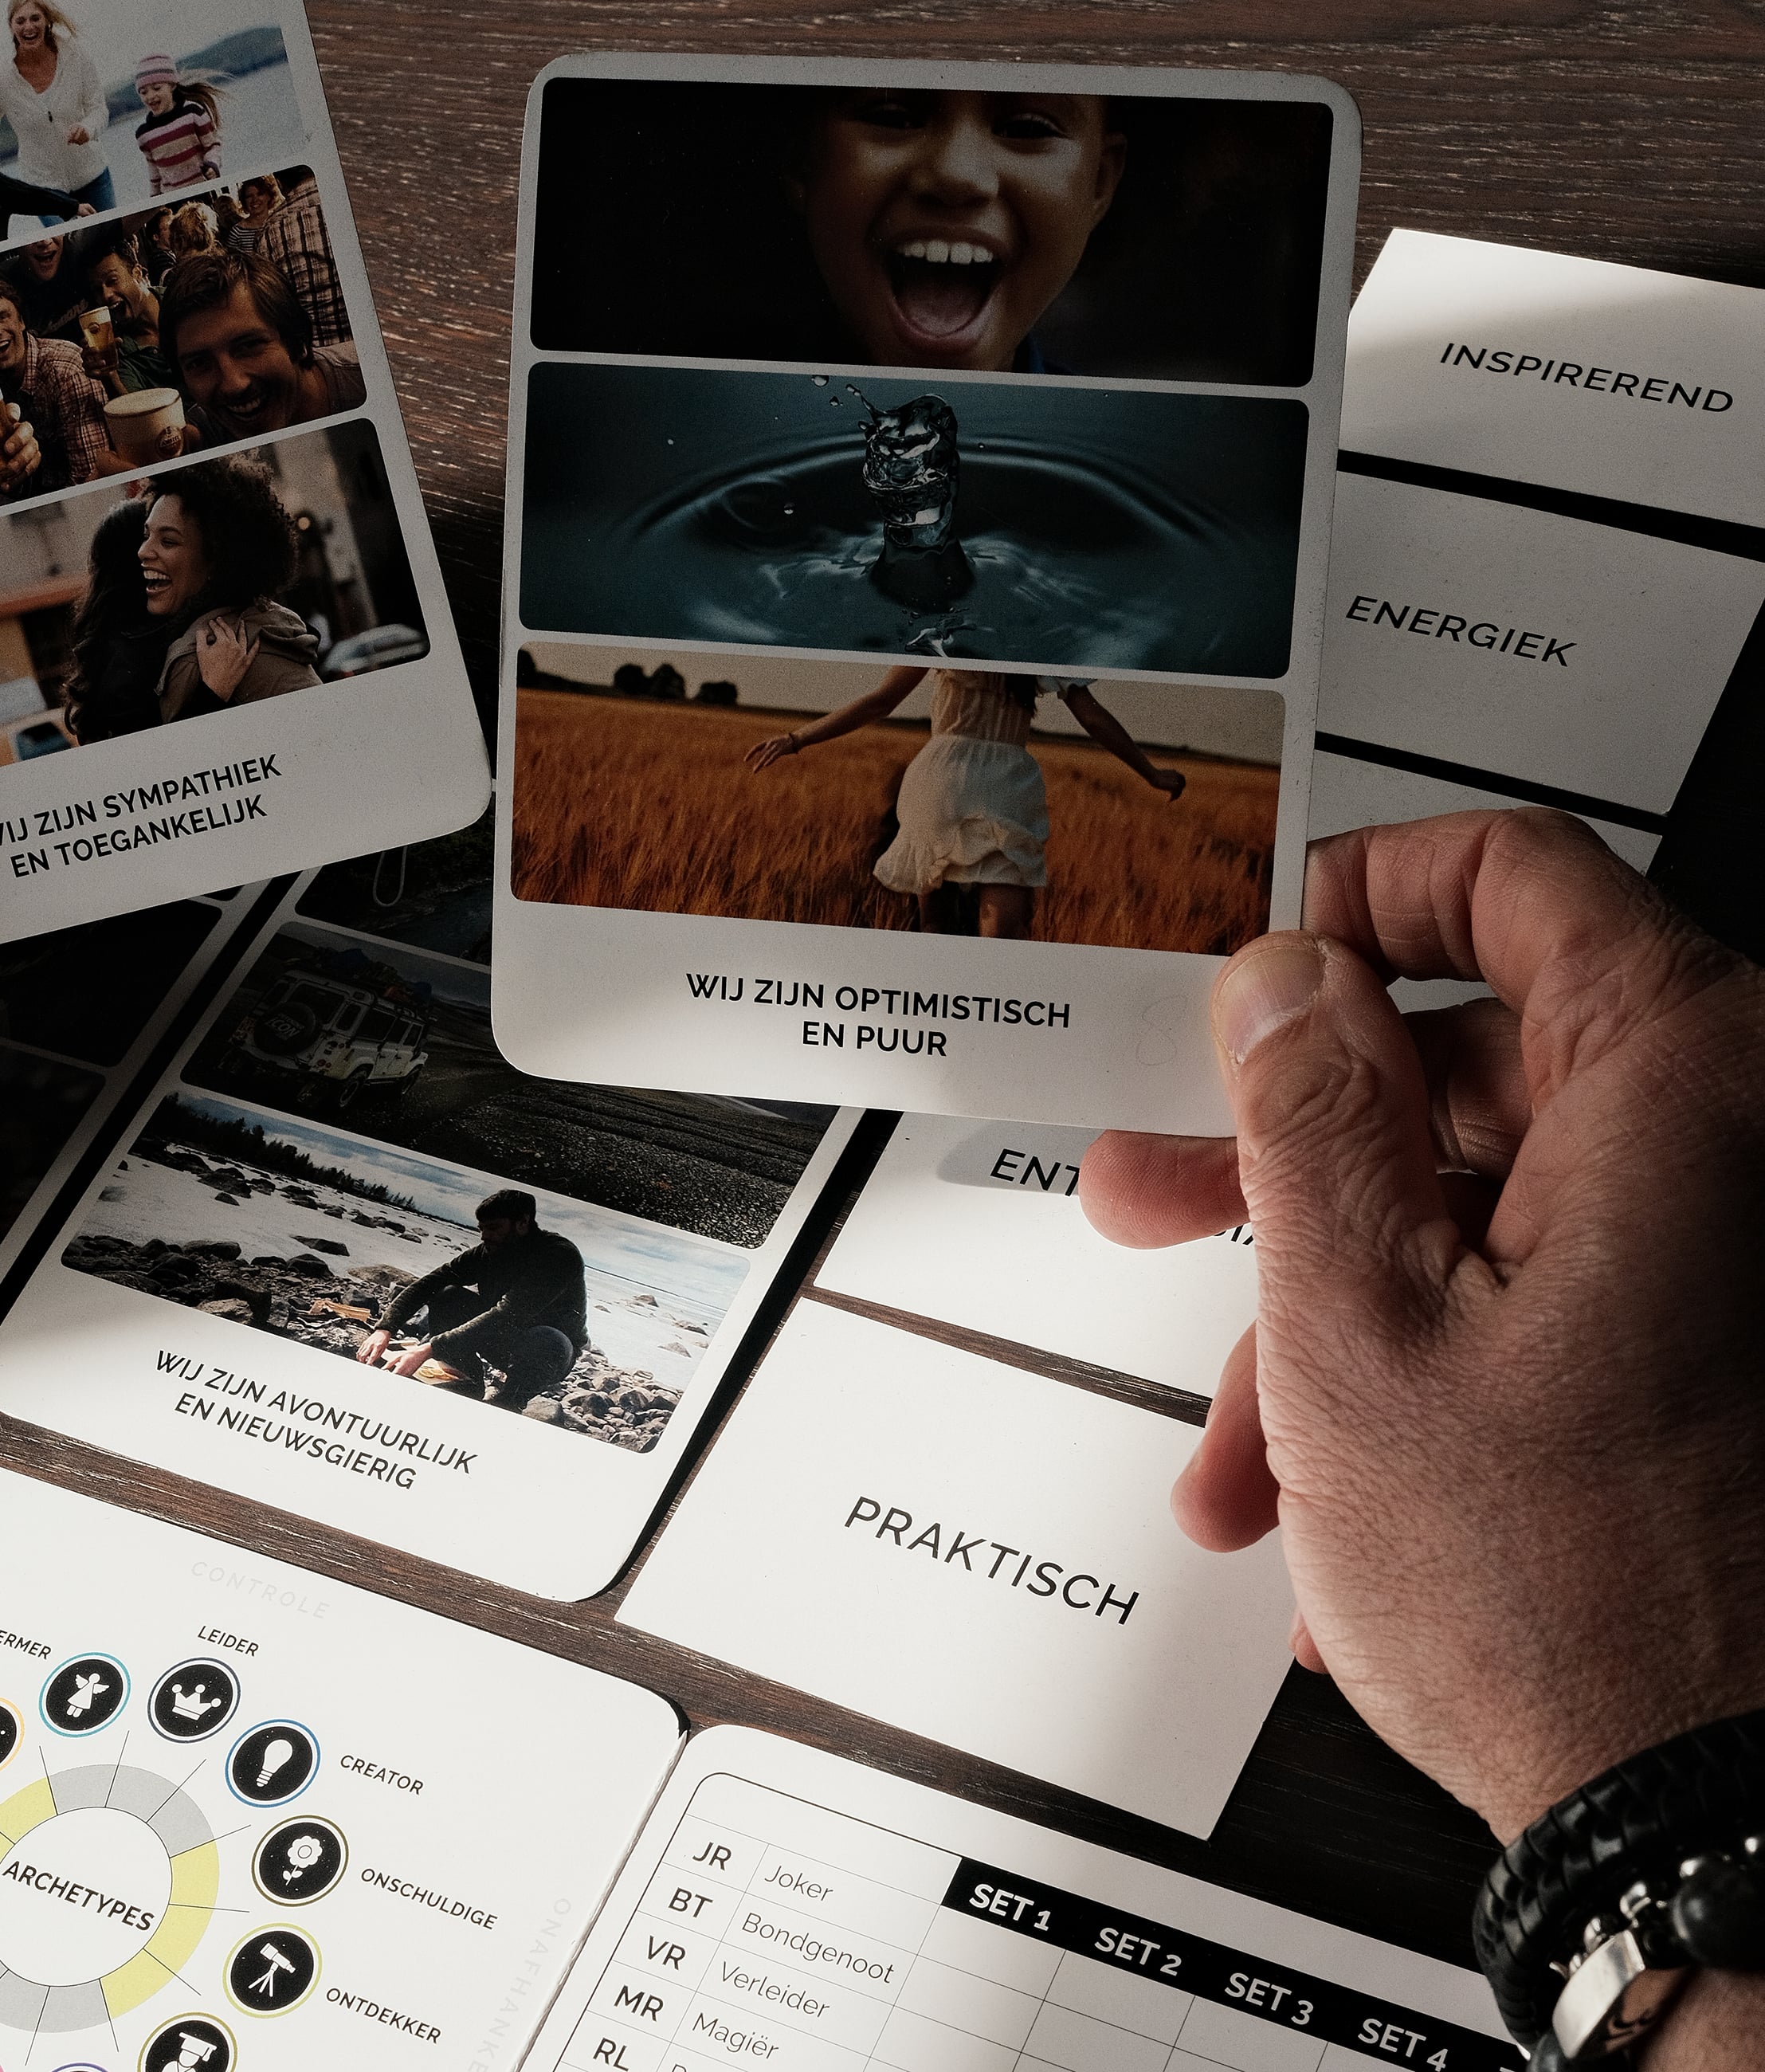 INSPIREREND
ENERGIEK
ZIJN SYMPATHIEK
EN TOEGANKELIJK
WIJ ZIJN OPTIMISTISCH
EN PUUR
WIJ ZIJN AVONTUURLIJK
EN NIEUWSGIERIG
PRAKTISCH
CONTROLE
LEIDER
CREATOR
ONSCHULDIGE
ONTDEKKER
ARCHETYPES
JR Joker
BT Bondgenoot
VR Verleider
MR Magiër
RL
SET 1 SET 2 SET 3 SET 4